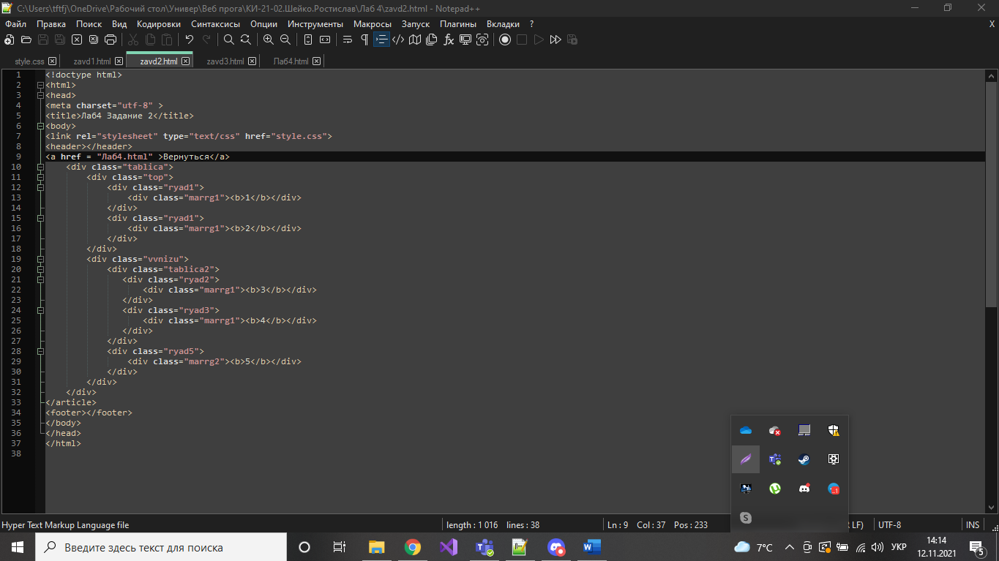 C:\Users\tftfj\OneDrive\Рабочий стол\Универ\Веб прога\КИ-21-02.Шейко.Ростислав\Лаб 4\zavd2.html - Notepad++
Файл Правка Поиск Вид Кодировки Синтаксисы Опции Инструменты Макросы Запуск Плагины Вкладки ? X
style.css zavd1.html zavd2.html zavd3.html Лаб4.html
1 <!doctype html>
2 <html>
3 <head>
4 <meta charset="utf-8" >
5 <title>Лаб4 Задание 2</title>
6 <body>
7 <link rel="stylesheet" type="text/css" href="style.css">
8 <header></header>
9 <a href = "Лаб4.html" >Вернуться</a>
10 <div class="tablica">
11 <div class="top">
12 <div class="ryad1">
13 <div class="marrg1"><b>1</b></div>
14 </div>
15 <div class="ryad1">
16 <div class="marrg1"><b>2</b></div>
17 </div>
18 </div>
19 <div class="vvnizu">
20 <div class="tablica2">
21 <div class="ryad2">
22 <div class="marrg1"><b>3</b></div>
23 </div>
24 <div class="ryad3">
25 <div class="marrg1"><b>4</b></div>
26 </div>
27 </div>
28 <div class="ryad5">
29 <div class="marrg2"><b>5</b></div>
30 </div>
31 </div>
32 </div>
33 </article>
34 <footer></footer>
35 </body>
36 </head>
37 </html>
38
Hyper Text Markup Language file length : 1 016 lines : 38 Ln : 9 Col : 37 Pos : 233 LF) UTF-8 INS
Введите здесь текст для поиска 7°C УКР 14:14
12.11.2021 5